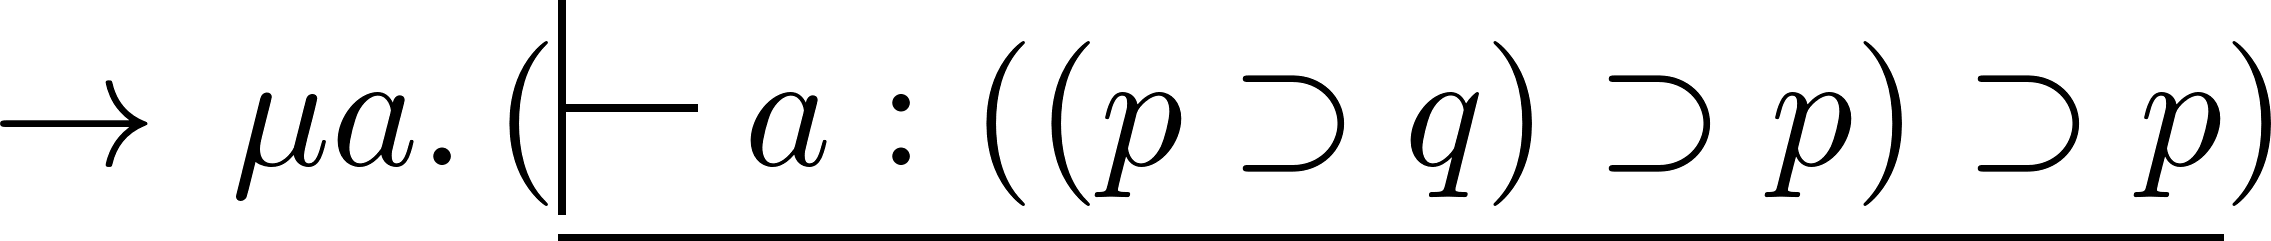 → μa. (⊢ a : ((p ⊃ q) ⊃ p) ⊃ p)